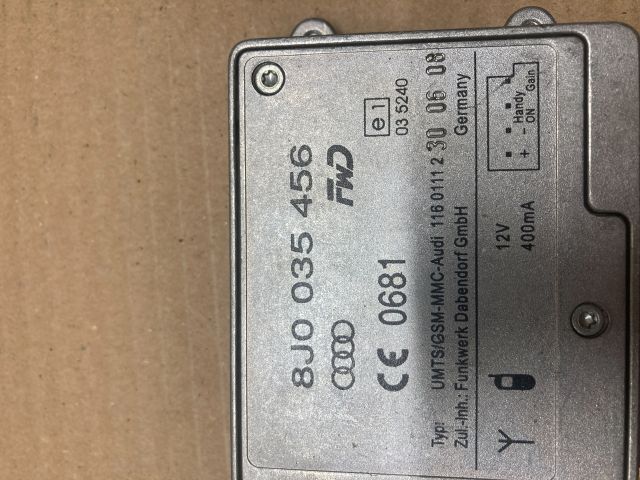 8J0 035 456
FWD
e1
03 5240
CE 0681
Typ: UMTS/GSM-MMC-Audi 116 0111 2 30 06 08
Zul.-Inh.: Funkwerk Dabendorf GmbH Germany
12V
400mA
+ - Handy Gain
ON